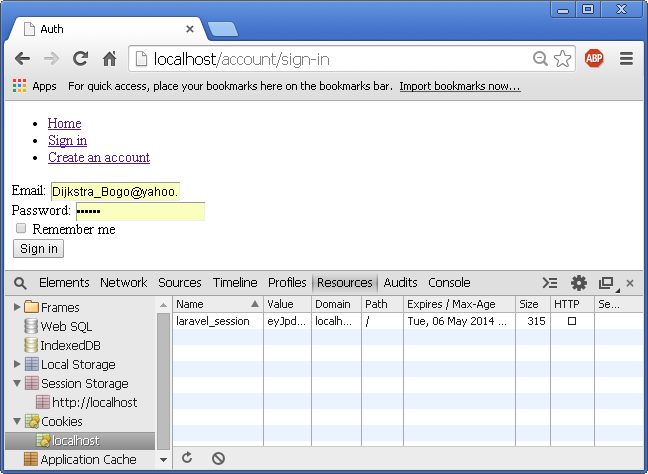 Auth
localhost/account/sign-in
ABP
Apps For quick access, place your bookmarks here on the bookmarks bar. Import bookmarks now...
Home
Sign in
Create an account
Email: Dijkstra_Bogo@yahoo.
Password: ••••••
Remember me
Sign in
Elements Network Sources Timeline Profiles Resources Audits Console
Frames
Web SQL
IndexedDB
Local Storage
Session Storage
http://localhost
Cookies
localhost
Application Cache
Name Value Domain Path Expires / Max-Age Size HTTP Se...
laravel_session eyJpd... localh... / Tue, 06 May 2014 ... 315